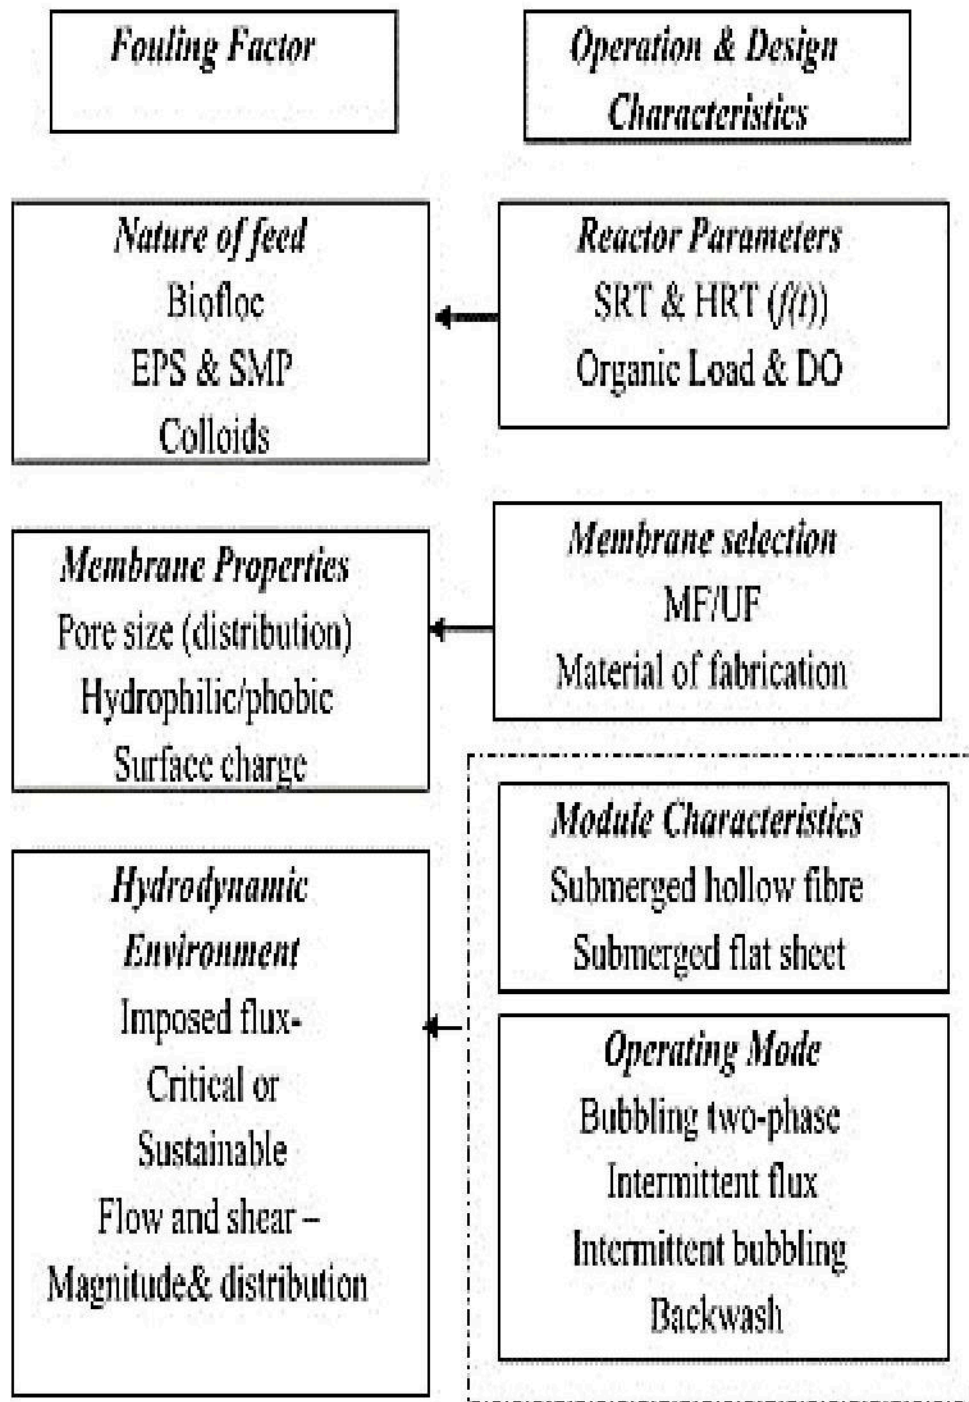 Fouling Factor
Operation & Design
Characteristics
Nature of feed
Biofloc
EPS & SMP
Colloids
Reactor Parameters
SRT & HRT (f(t))
Organic Load & DO
Membrane Properties
Pore size (distribution)
Hydrophilic/phobic
Surface charge
Membrane selection
MF/UF
Material of fabrication
Hydrodynamic
Environment
Imposed flux-
Critical or
Sustainable
Flow and shear –
Magnitude& distribution
Module Characteristics
Submerged hollow fibre
Submerged flat sheet
Operating Mode
Bubbling two-phase
Intermittent flux
Intermittent bubbling
Backwash